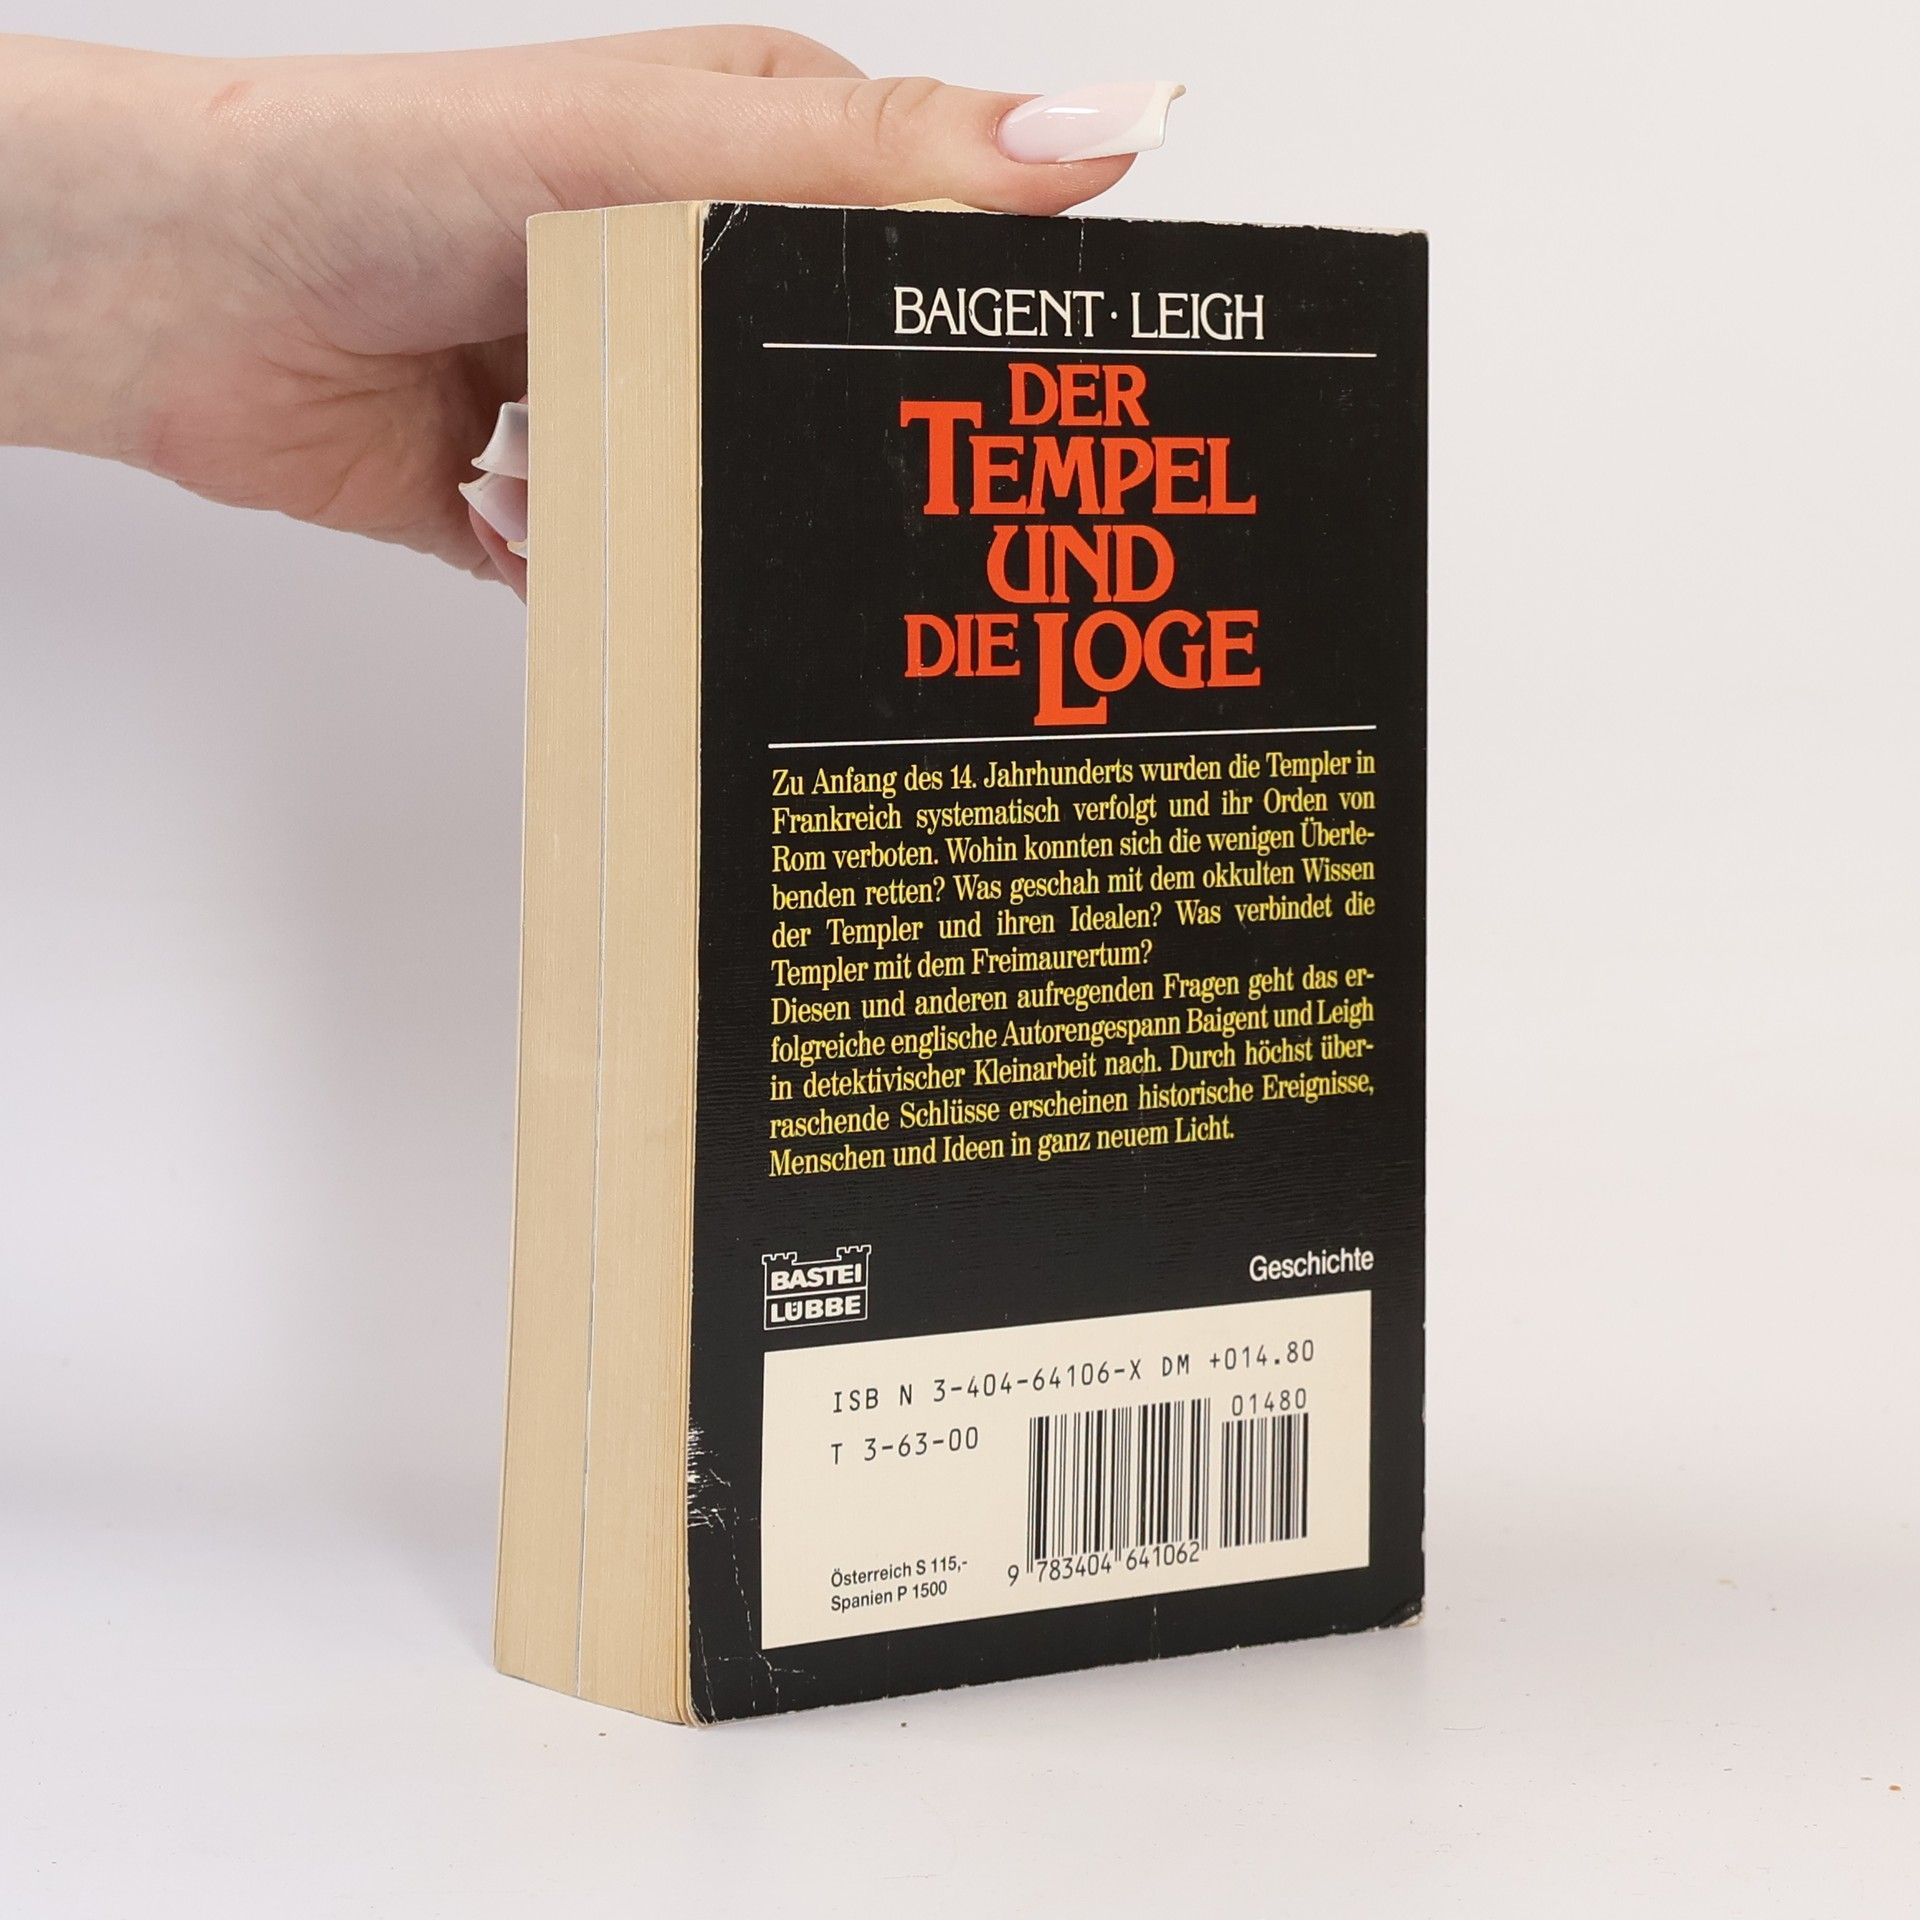 BAIGENT · LEIGH
DER
TEMPEL
UND
DIE LOGE
Zu Anfang des 14. Jahrhunderts wurden die Templer in
Frankreich systematisch verfolgt und ihr Orden von
Rom verboten. Wohin konnten sich die wenigen Überle-
benden retten? Was geschah mit dem okkulten Wissen
der Templer und ihren Idealen? Was verbindet die
Templer mit dem Freimaurertum?
Diesen und anderen aufregenden Fragen geht das er-
folgreiche englische Autorengespann Baigent und Leigh
in detektivischer Kleinarbeit nach. Durch höchst über-
raschende Schlüsse erscheinen historische Ereignisse,
Menschen und Ideen in ganz neuem Licht.
BASTEI
LÜBBE
Geschichte
ISB N 3-404-64106-X DM +014.80
T 3-63-00
01480
Österreich S 115,-
Spanien P 1500
9 783404 641062